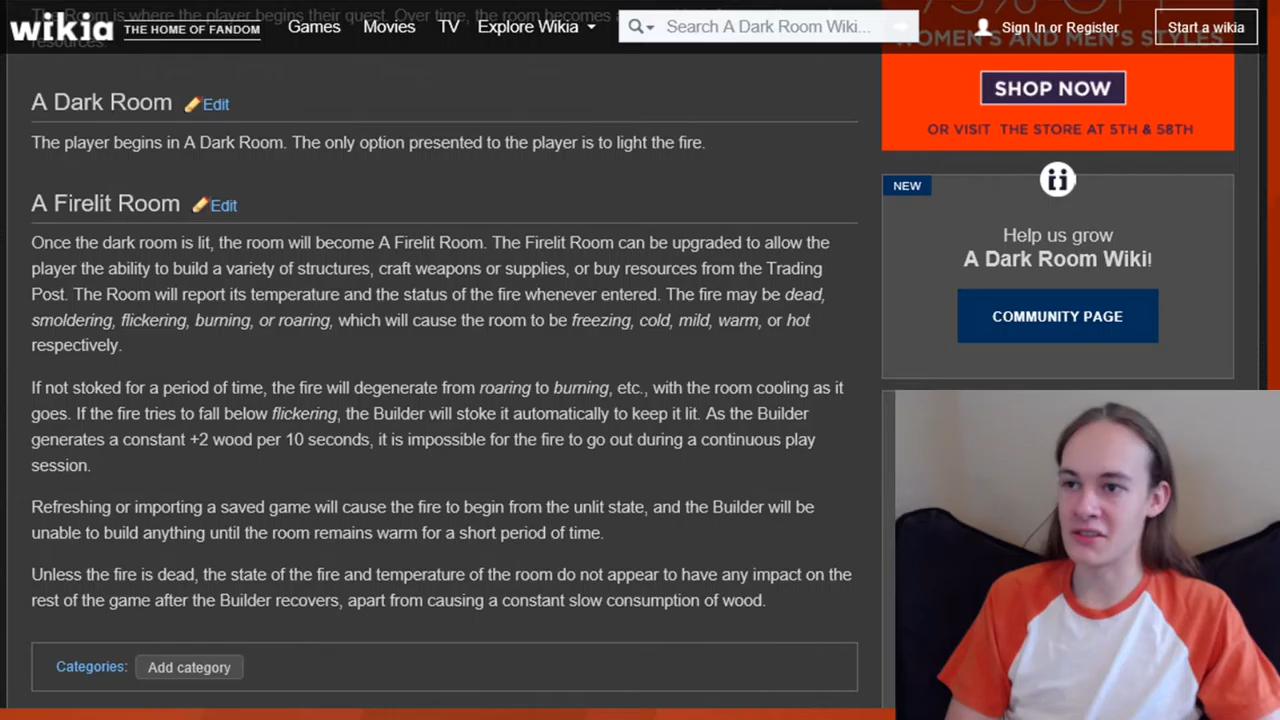 The Room is where the player begins their quest. Over time, the room becomes a
wikia THE HOME OF FANDOM Games Movies TV Explore Wikia Search A Dark Room Wiki... Sign In or Register Start a wikia
resources.
WOMEN'S AND MEN'S STYLES
SHOP NOW
OR VISIT THE STORE AT 5TH & 58TH
A Dark Room Edit
The player begins in A Dark Room. The only option presented to the player is to light the fire.
A Firelit Room Edit
Once the dark room is lit, the room will become A Firelit Room. The Firelit Room can be upgraded to allow the
player the ability to build a variety of structures, craft weapons or supplies, or buy resources from the Trading
Post. The Room will report its temperature and the status of the fire whenever entered. The fire may be dead,
smoldering, flickering, burning, or roaring, which will cause the room to be freezing, cold, mild, warm, or hot
respectively.
If not stoked for a period of time, the fire will degenerate from roaring to burning, etc., with the room cooling as it
goes. If the fire tries to fall below flickering, the Builder will stoke it automatically to keep it lit. As the Builder
generates a constant +2 wood per 10 seconds, it is impossible for the fire to go out during a continuous play
session.
Refreshing or importing a saved game will cause the fire to begin from the unlit state, and the Builder will be
unable to build anything until the room remains warm for a short period of time.
Unless the fire is dead, the state of the fire and temperature of the room do not appear to have any impact on the
rest of the game after the Builder recovers, apart from causing a constant slow consumption of wood.
Categories: Add category
NEW
Help us grow
A Dark Room Wiki!
COMMUNITY PAGE